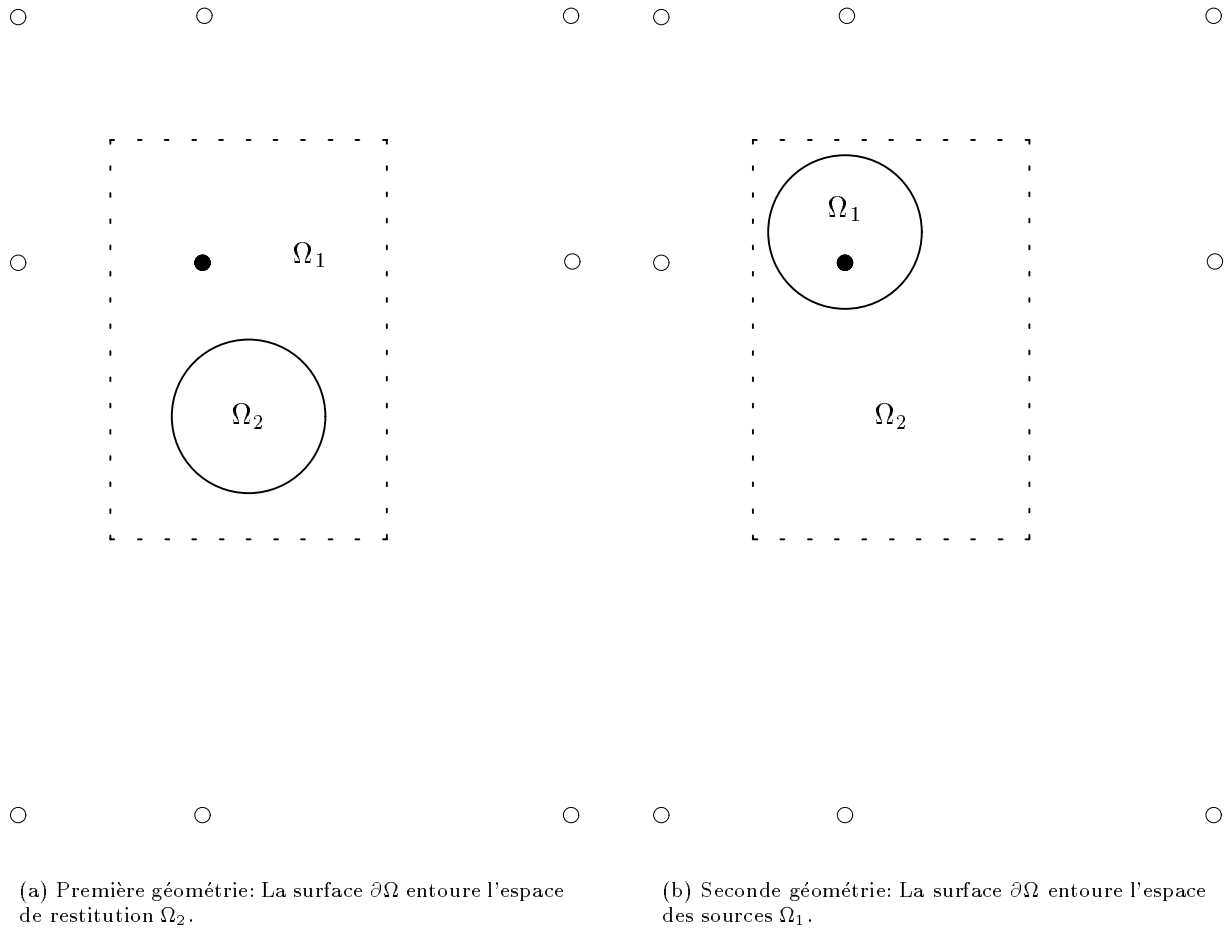 Ω₁
Ω₂
Ω₁
Ω₂
(a) Première géométrie: La surface ∂Ω entoure l'espace
de restitution Ω₂.
(b) Seconde géométrie: La surface ∂Ω entoure l'espace
des sources Ω₁.